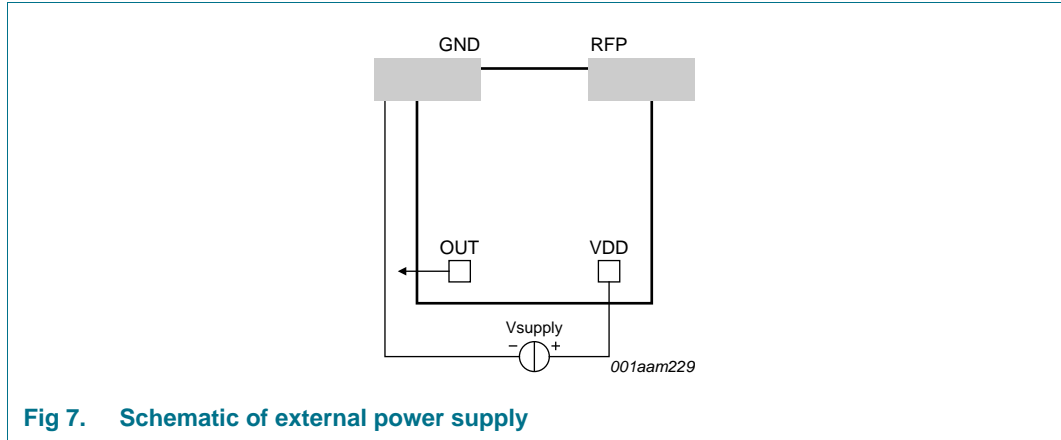 GND RFP
OUT VDD
Vsupply
− +
001aam229
Fig 7. Schematic of external power supply